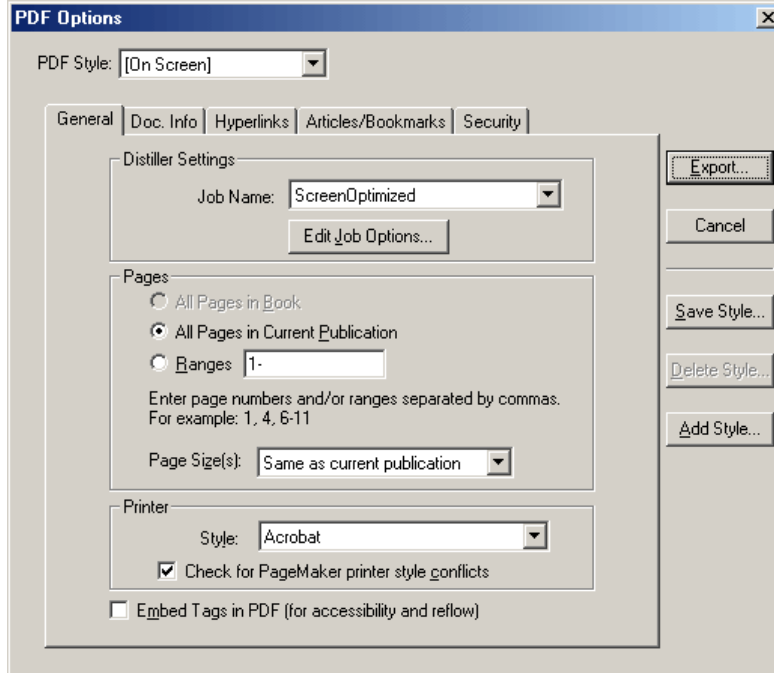 PDF Options
PDF Style: [On Screen]
General Doc. Info Hyperlinks Articles/Bookmarks Security
Distiller Settings
Job Name: ScreenOptimized
Edit Job Options...
Pages
All Pages in Book
All Pages in Current Publication
Ranges 1-
Enter page numbers and/or ranges separated by commas.
For example: 1, 4, 6-11
Page Size(s): Same as current publication
Printer
Style: Acrobat
Check for PageMaker printer style conflicts
Embed Tags in PDF (for accessibility and reflow)
Export...
Cancel
Save Style...
Delete Style...
Add Style...